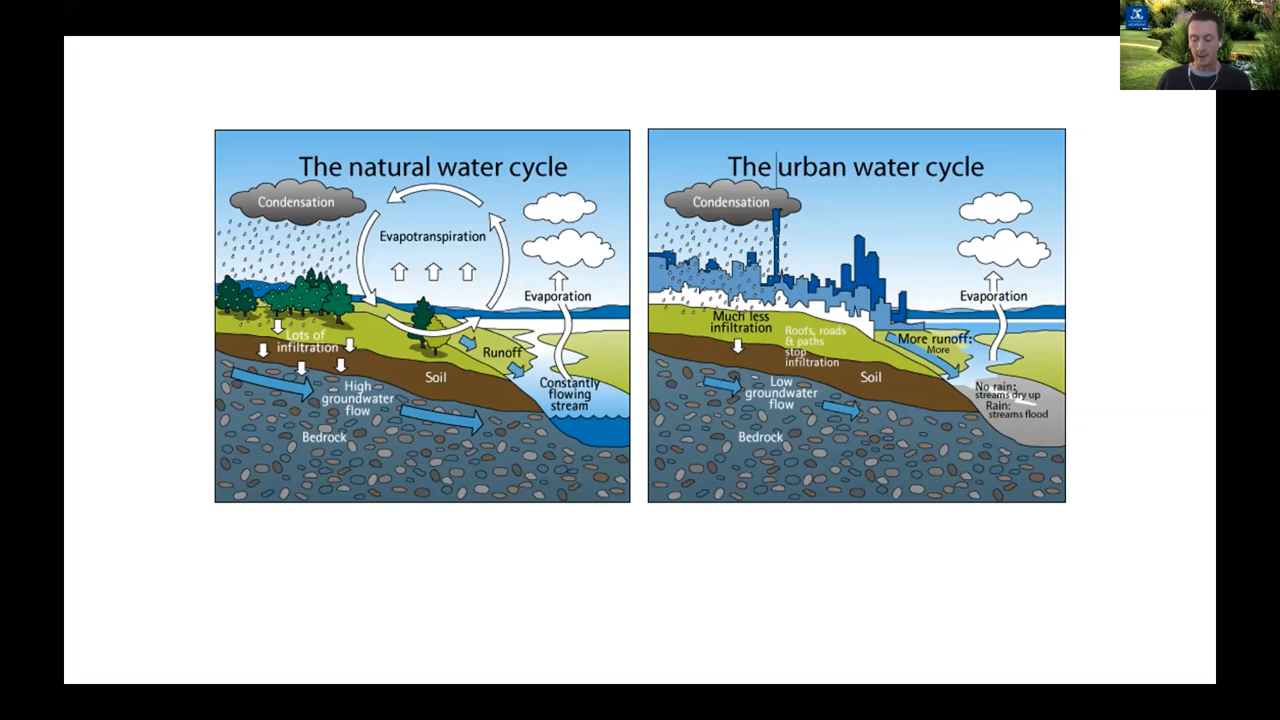 The natural water cycle
Condensation
Evapotranspiration
Evaporation
Lots of
infiltration
Runoff
Soil
High
groundwater
flow
Constantly
flowing
stream
Bedrock
The urban water cycle
Condensation
Evaporation
Much less
infiltration
Roofs, roads
& paths
stop
infiltration
More runoff:
More
Soil
Low
groundwater
flow
No rain:
streams dry up
Rain:
streams flood
Bedrock